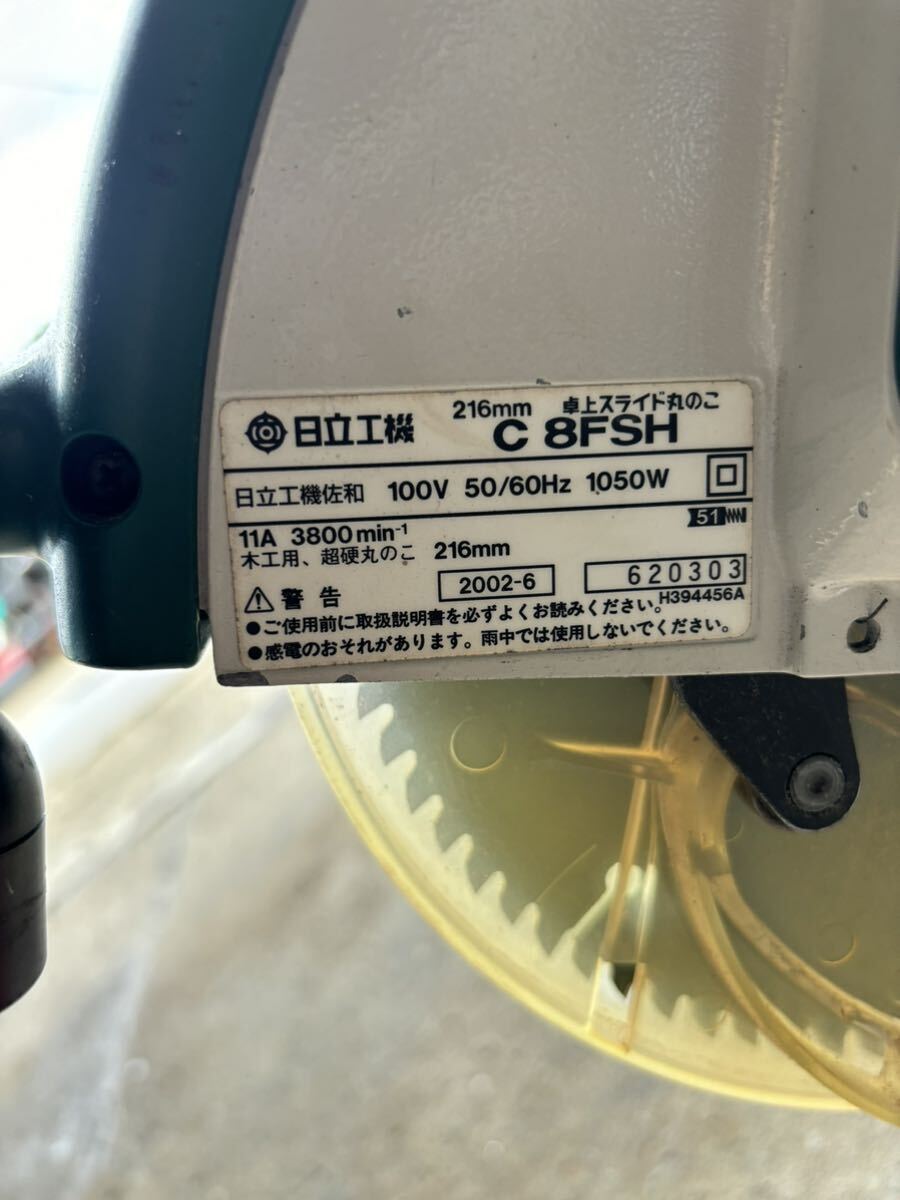 日立工機 216mm 卓上スライド丸のこ
C 8FSH
日立工機佐和 100V 50/60Hz 1050W
51
11A 3800min⁻¹
木工用、超硬丸のこ 216mm
2002-6 620303
⚠ 警告 H394456A
●ご使用前に取扱説明書を必ずよくお読みください。
●感電のおそれがあります。雨中では使用しないでください。